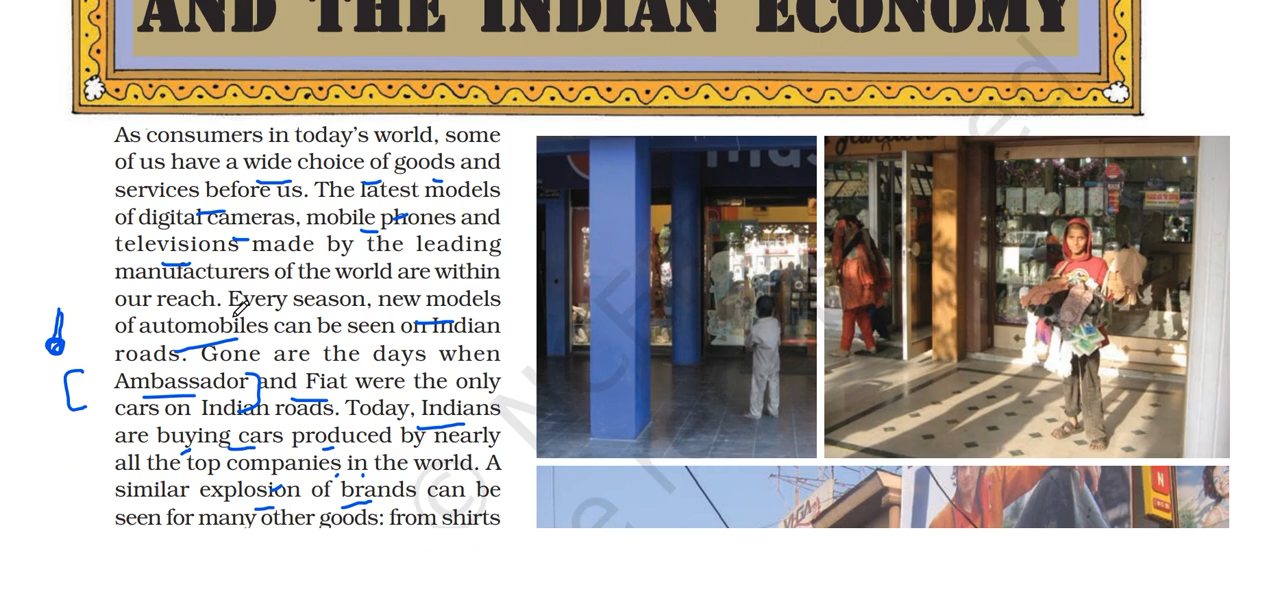 AND THE INDIAN ECONOMY
As consumers in today's world, some
of us have a wide choice of goods and
services before us. The latest models
of digital cameras, mobile phones and
televisions made by the leading
manufacturers of the world are within
our reach. Every season, new models
of automobiles can be seen on Indian
roads. Gone are the days when
Ambassador and Fiat were the only
cars on Indian roads. Today, Indians
are buying cars produced by nearly
all the top companies in the world. A
similar explosion of brands can be
seen for many other goods: from shirts